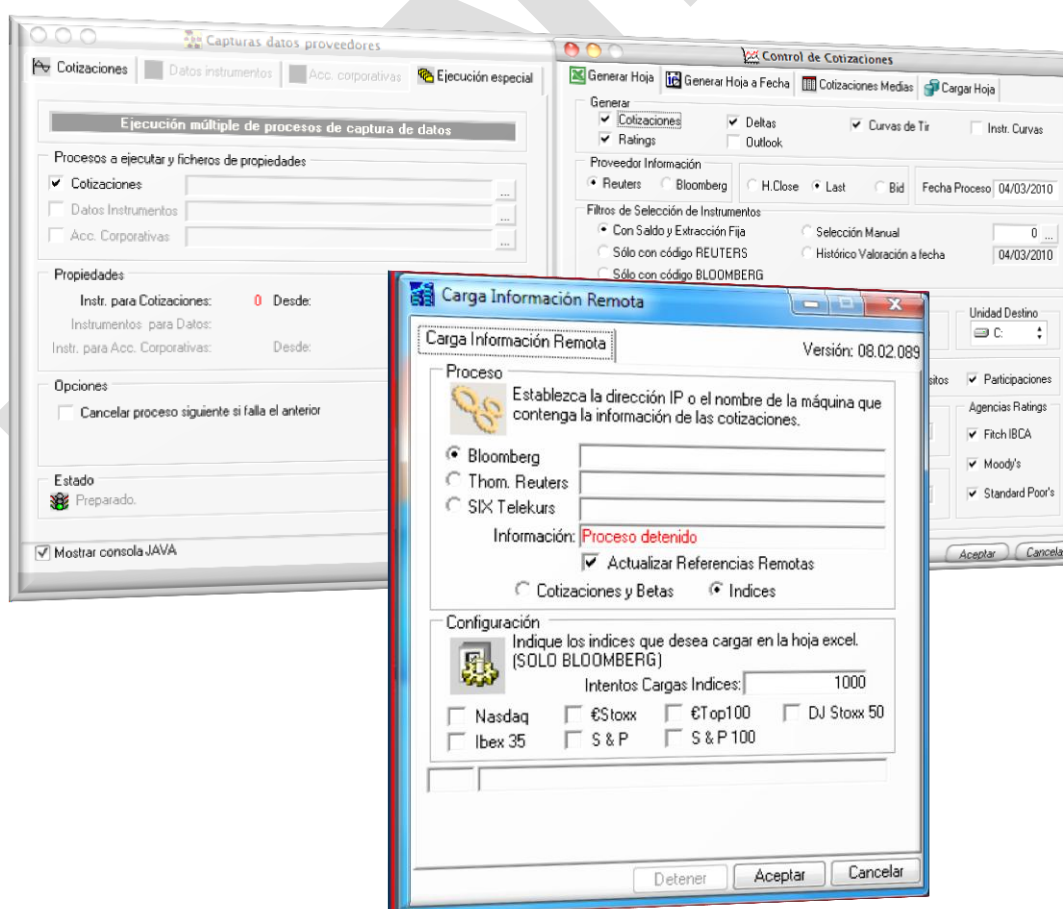 Capturas datos proveedores
Cotizaciones Datos instrumentos Acc. corporativas Ejecución especial
Ejecución múltiple de procesos de captura de datos
Procesos a ejecutar y ficheros de propiedades
Cotizaciones ...
Datos Instrumentos ...
Acc. Corporativas ...
Propiedades
Instr. para Cotizaciones: 0 Desde:
Instrumentos para Datos:
Instr. para Acc. Corporativas: Desde:
Opciones
Cancelar proceso siguiente si falla el anterior
Estado
Preparado.
Mostrar consola JAVA
Control de Cotizaciones
Generar Hoja Generar Hoja a Fecha Cotizaciones Medias Cargar Hoja
Generar
Cotizaciones Deltas Curvas de Tir Instr. Curvas
Ratings Outlook
Proveedor Información
Reuters Bloomberg H.Close Last Bid Fecha Proceso 04/03/2010
Filtros de Selección de Instrumentos
Con Saldo y Extracción Fija Selección Manual 0 ...
Sólo con código REUTERS Histórico Valoración a fecha 04/03/2010
Sólo con código BLOOMBERG
Unidad Destino
C:
sitos Participaciones
Agencias Ratings
Fitch IBCA
Moody's
Standard Poor's
Aceptar Cancela
Carga Información Remota
Carga Información Remota Versión: 08.02.089
Proceso
Establezca la dirección IP o el nombre de la máquina que
contenga la información de las cotizaciones.
Bloomberg
Thom. Reuters
SIX Telekurs
Información: Proceso detenido
Actualizar Referencias Remotas
Cotizaciones y Betas Indices
Configuración
Indique los indices que desea cargar en la hoja excel.
(SOLO BLOOMBERG)
Intentos Cargas Indices: 1000
Nasdaq €Stoxx €Top100 DJ Stoxx 50
Ibex 35 S & P S & P 100
Detener Aceptar Cancelar